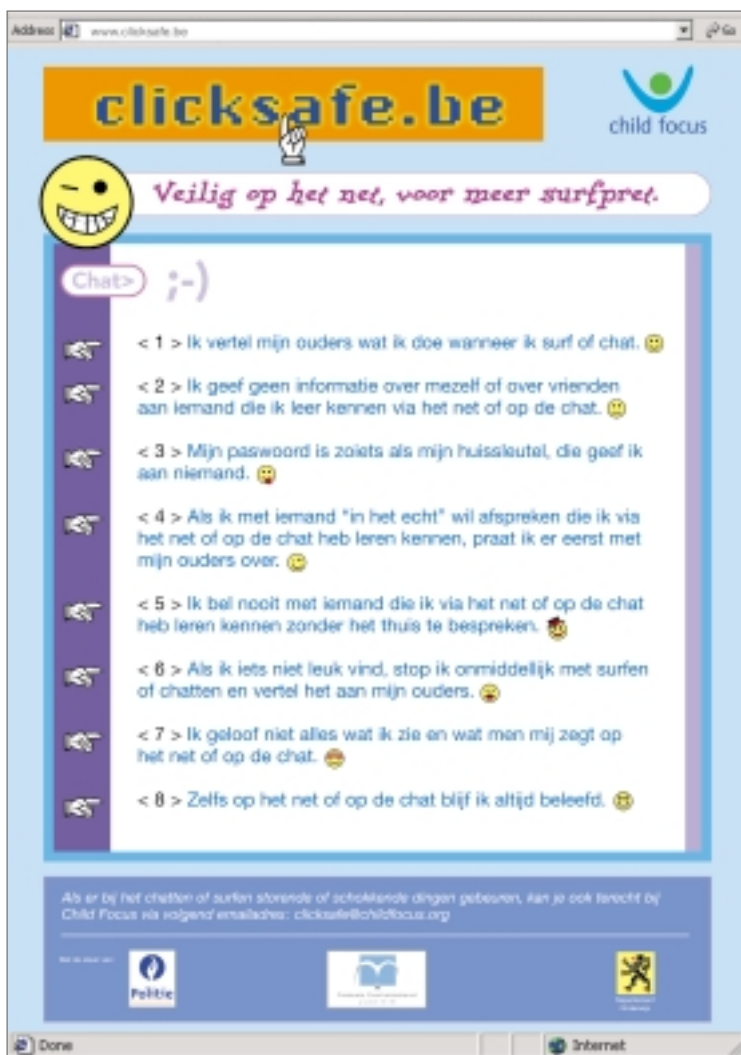 Address www.clicksafe.be Go
clicksafe.be
child focus
Veilig op het net, voor meer surfpret.
Chat> ;-)
< 1 > Ik vertel mijn ouders wat ik doe wanneer ik surf of chat.
< 2 > Ik geef geen informatie over mezelf of over vrienden
aan iemand die ik leer kennen via het net of op de chat.
< 3 > Mijn paswoord is zoiets als mijn huissleutel, die geef ik
aan niemand.
< 4 > Als ik met iemand "in het echt" wil afspreken die ik via
het net of op de chat heb leren kennen, praat ik er eerst met
mijn ouders over.
< 5 > Ik bel nooit met iemand die ik via het net of op de chat
heb leren kennen zonder het thuis te bespreken.
< 6 > Als ik iets niet leuk vind, stop ik onmiddellijk met surfen
of chatten en vertel het aan mijn ouders.
< 7 > Ik geloof niet alles wat ik zie en wat men mij zegt op
het net of op de chat.
< 8 > Zelfs op het net of op de chat blijf ik altijd beleefd.
Als er bij het chatten of surfen storende of schokkende dingen gebeuren, kan je ook terecht bij
Child Focus via volgend emailadres: clicksafe@childfocus.org
Politie
Departement
Onderwijs
Done Internet